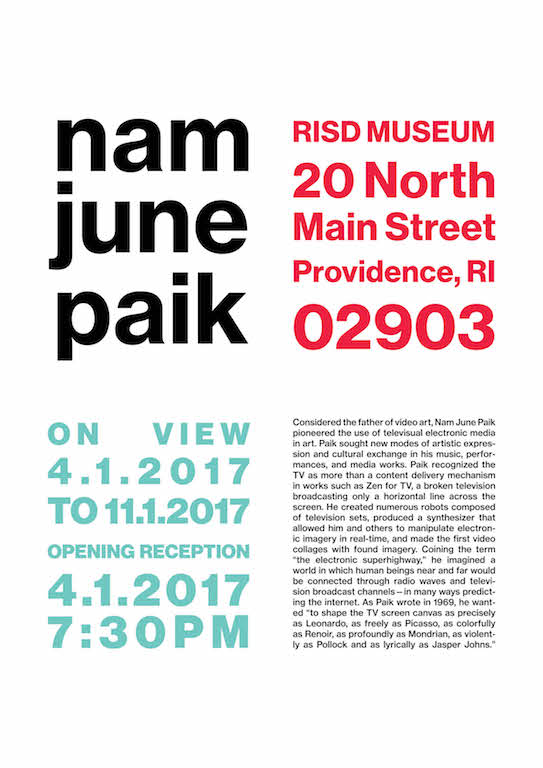 nam
june
paik
RISD MUSEUM
20 North
Main Street
Providence, RI
02903
ON VIEW
4.1.2017
TO 11.1.2017
OPENING RECEPTION
4.1.2017
7:30PM
Considered the father of video art, Nam June Paik
pioneered the use of televisual electronic media
in art. Paik sought new modes of artistic expres-
sion and cultural exchange in his music, perfor-
mances, and media works. Paik recognized the
TV as more than a content delivery mechanism
in works such as Zen for TV, a broken television
broadcasting only a horizontal line across the
screen. He created numerous robots composed
of television sets, produced a synthesizer that
allowed him and others to manipulate electron-
ic imagery in real-time, and made the first video
collages with found imagery. Coining the term
“the electronic superhighway,” he imagined a
world in which human beings near and far would
be connected through radio waves and televi-
sion broadcast channels—in many ways predict-
ing the internet. As Paik wrote in 1969, he want-
ed “to shape the TV screen canvas as precisely
as Leonardo, as freely as Picasso, as colorfully
as Renoir, as profoundly as Mondrian, as violent-
ly as Pollock and as lyrically as Jasper Johns.”